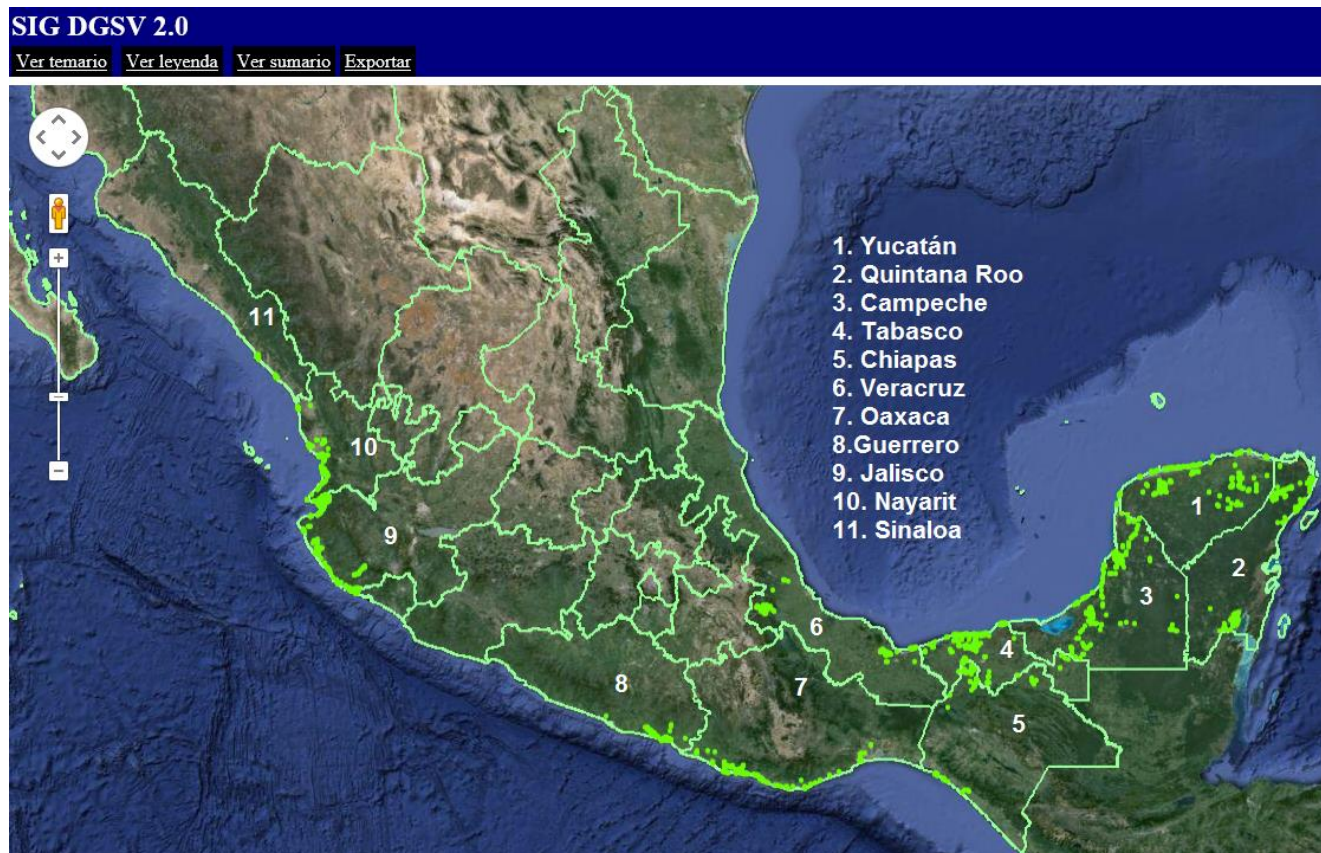 SIG DGSV 2.0
Ver temario Ver leyenda Ver sumario Exportar
1. Yucatán
2. Quintana Roo
3. Campeche
4. Tabasco
5. Chiapas
6. Veracruz
7. Oaxaca
8.Guerrero
9. Jalisco
10. Nayarit
11. Sinaloa
11
10
9
1
2
3
6
4
8
7
5